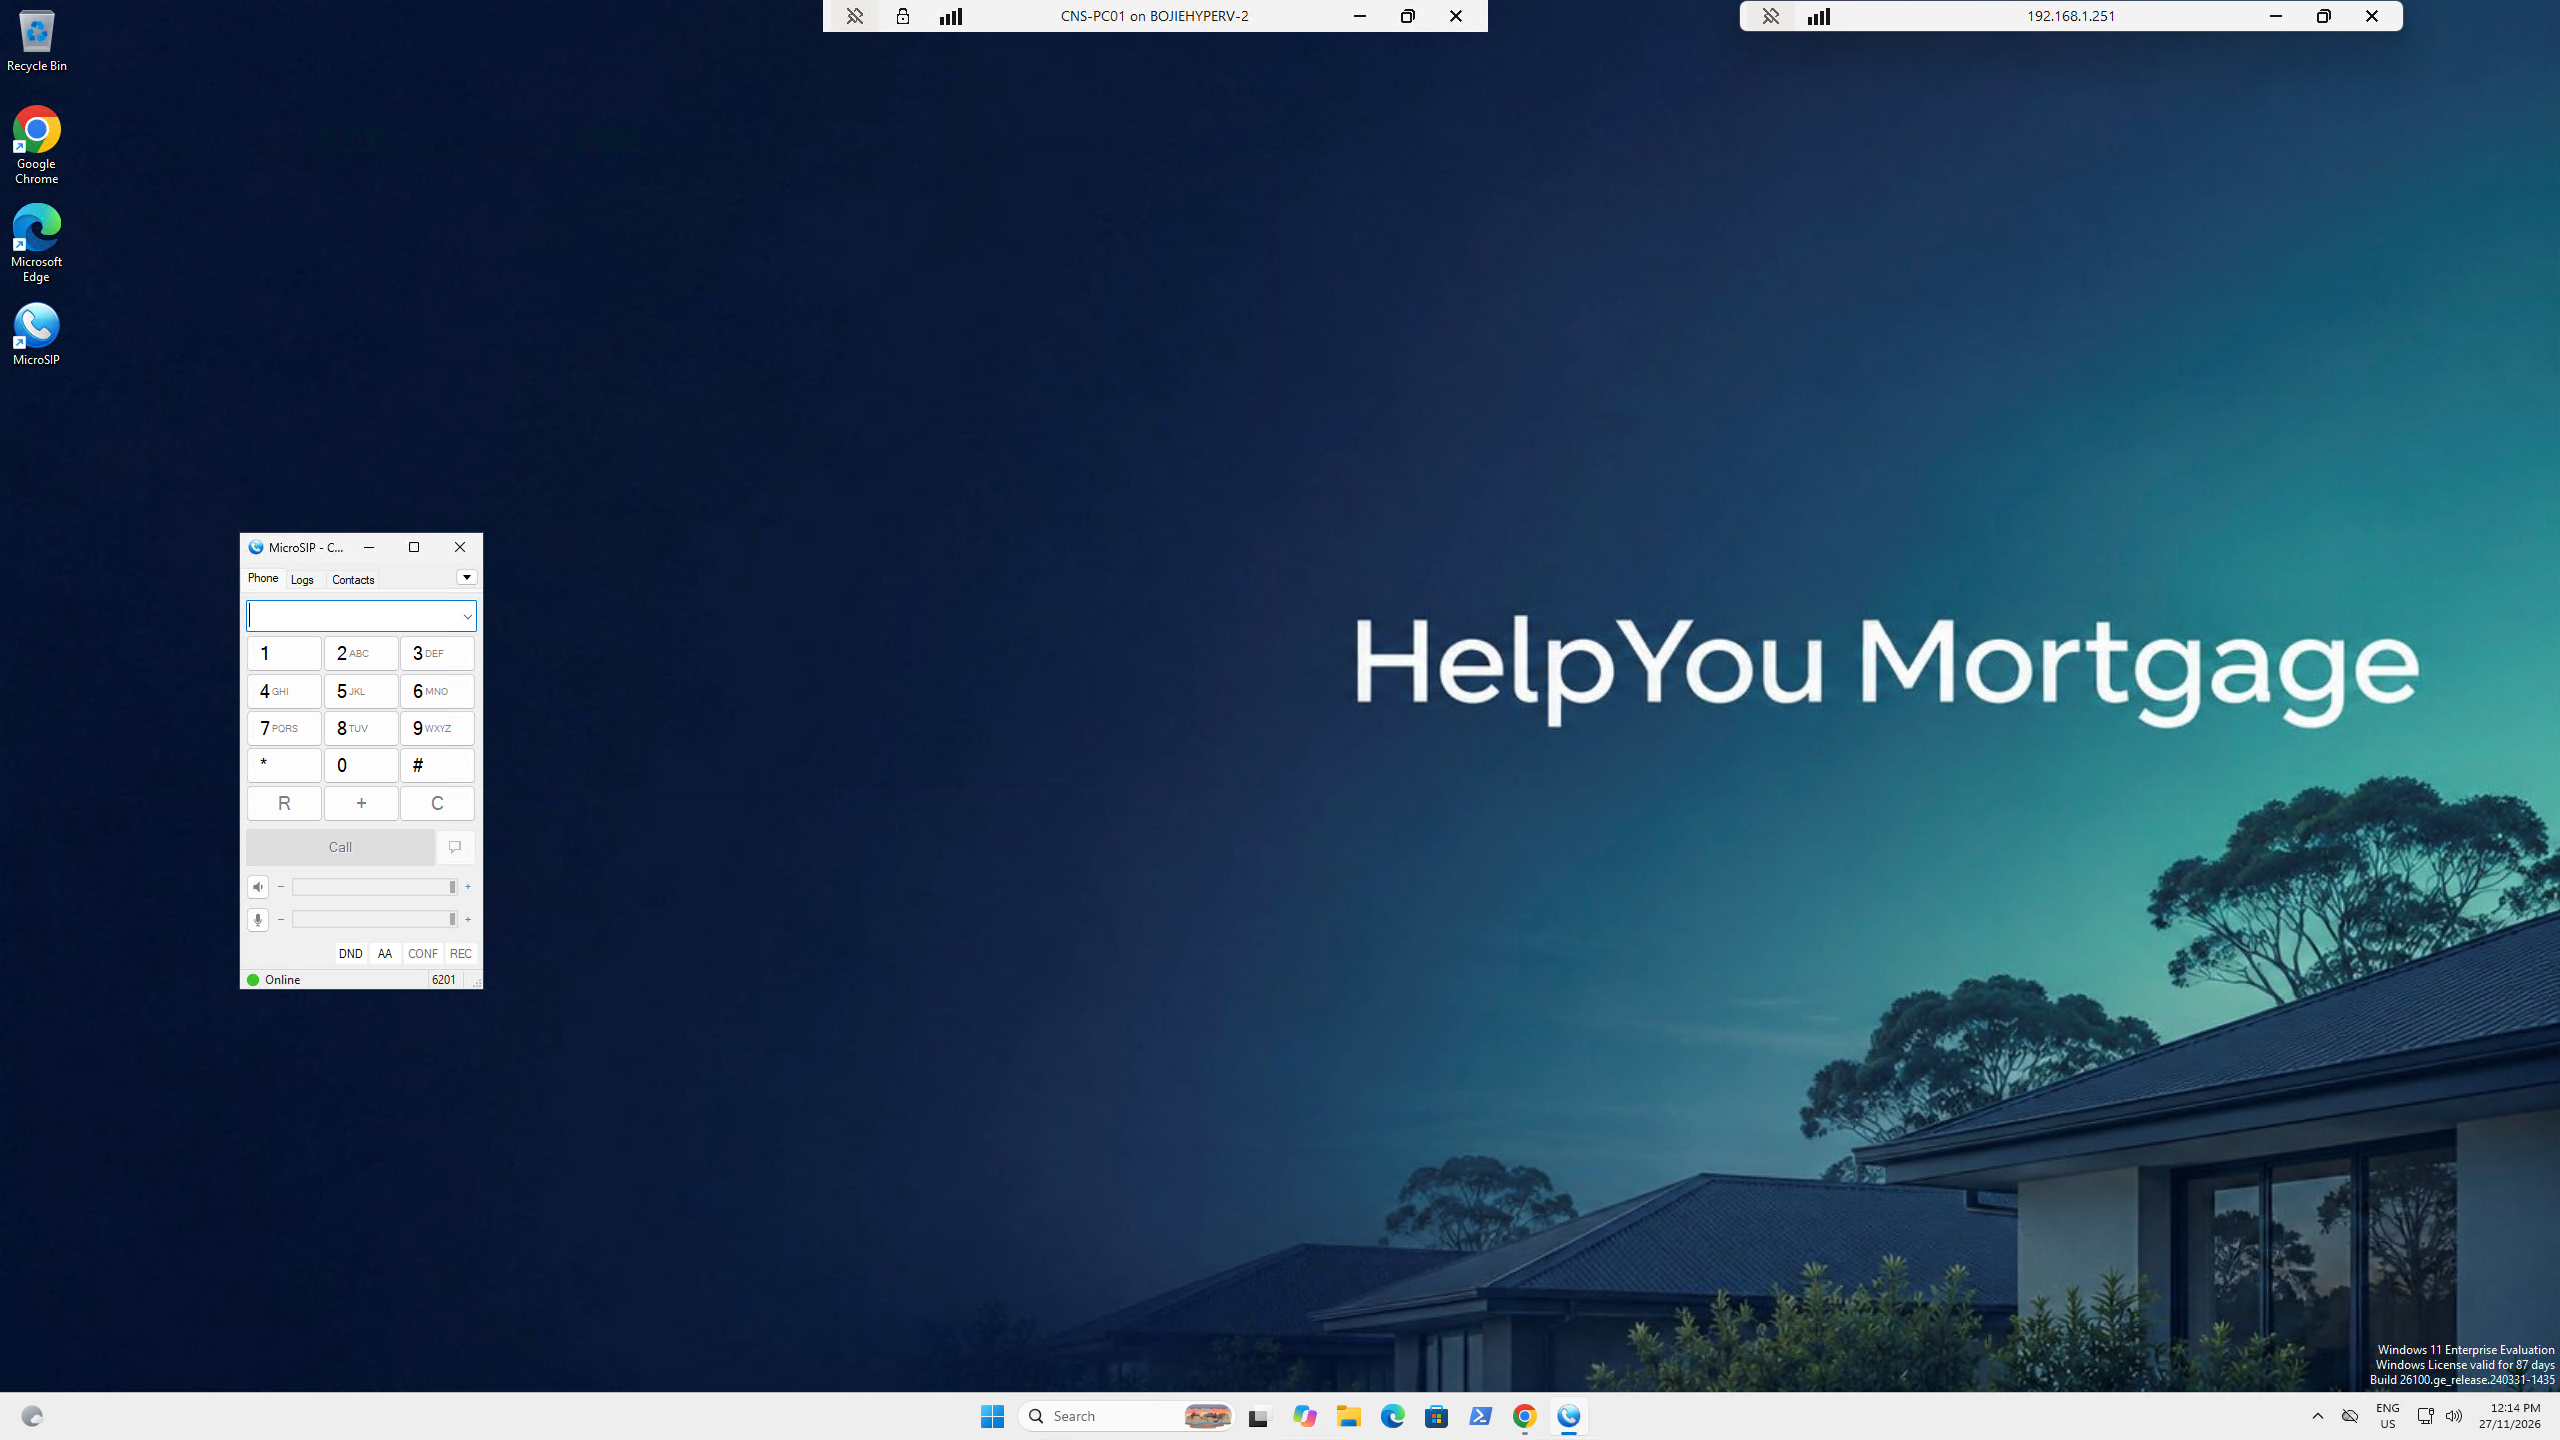 CNS-PC01 on BOJIEHYPERV-2
192.168.1.251
Recycle Bin
Google
Chrome
Microsoft
Edge
MicroSIP
MicroSIP - C...
Phone
Logs
Contacts
1
2 ABC
3 DEF
4 GHI
5 JKL
6 MNO
7 PQRS
8 TUV
9 WXYZ
*
0
#
R
+
C
Call
DND
AA
CONF
REC
Online
6201
HelpYou Mortgage
Windows 11 Enterprise Evaluation
Windows License valid for 87 days
Build 26100.ge_release.240331-1435
Search
ENG
US
12:14 PM
27/11/2026